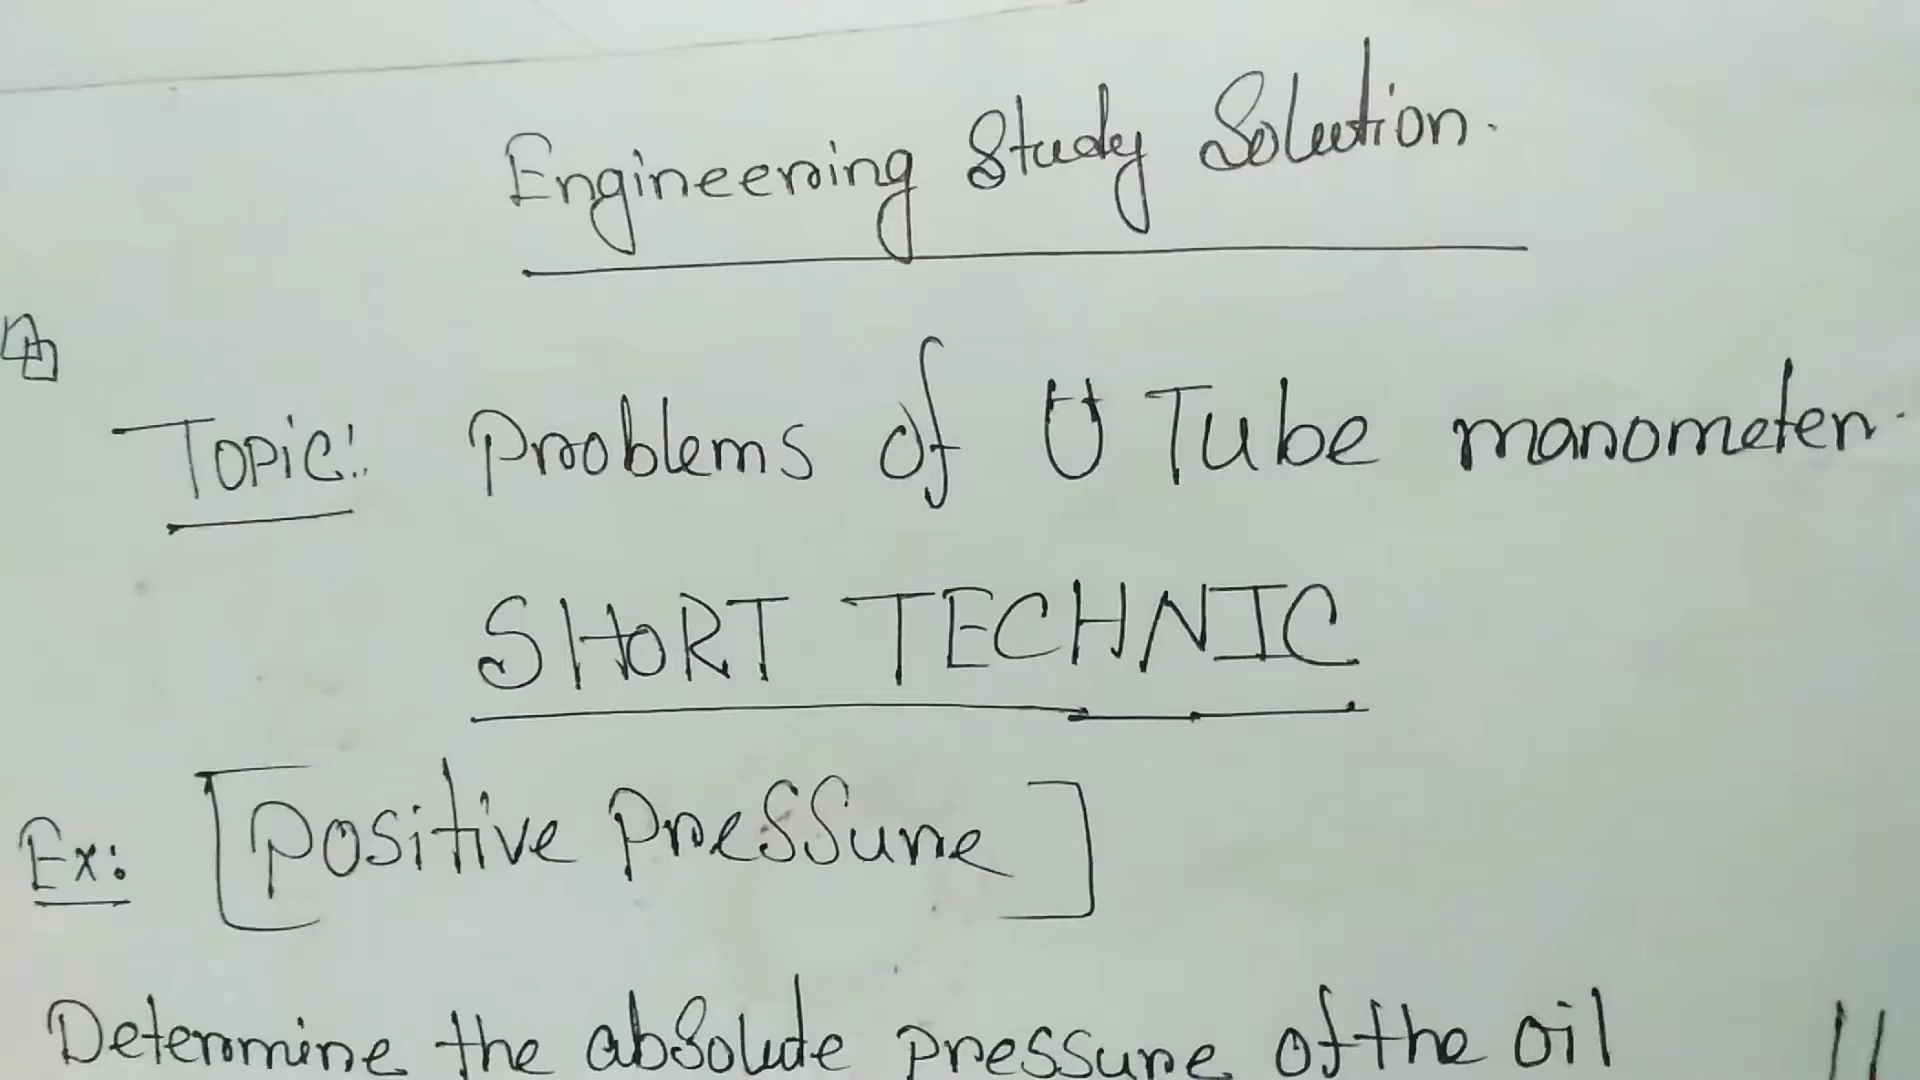 Engineering Study Solution.
Topic: Problems of U Tube manometer.
SHORT TECHNIC
Ex: [Positive Pressure]
Determine the absolute pressure of the oil